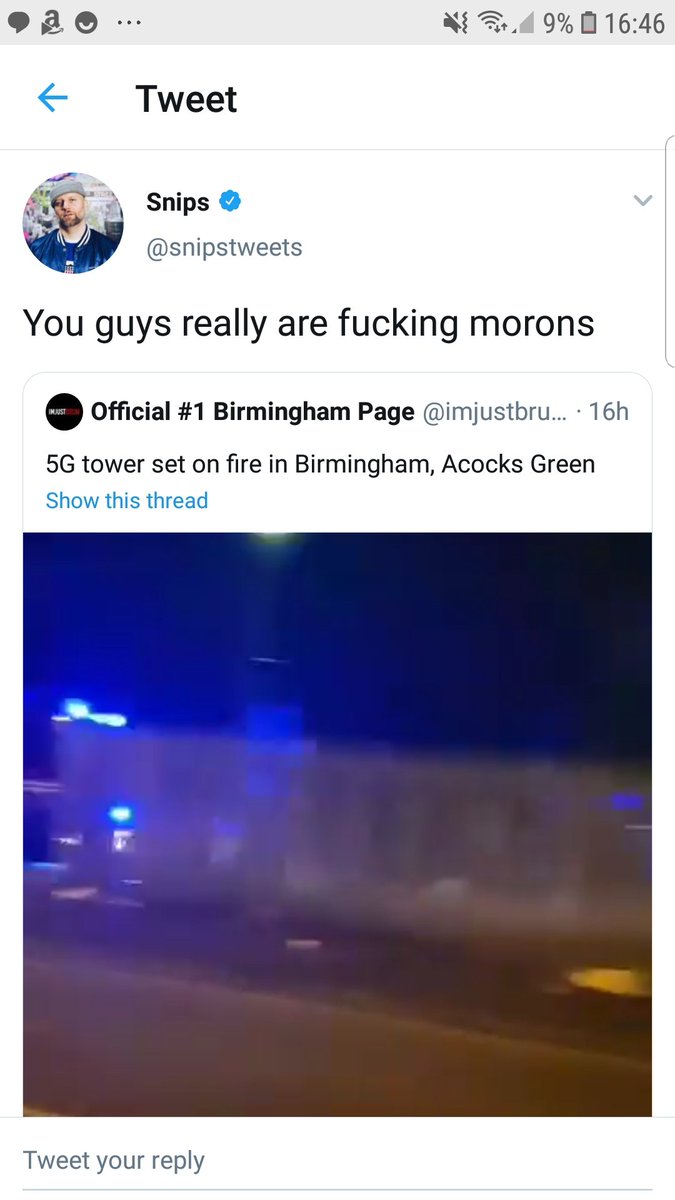 9% 16:46
Tweet
Snips
@snipstweets
You guys really are fucking morons
Official #1 Birmingham Page @imjustbru... · 16h
5G tower set on fire in Birmingham, Acocks Green
Show this thread
Tweet your reply